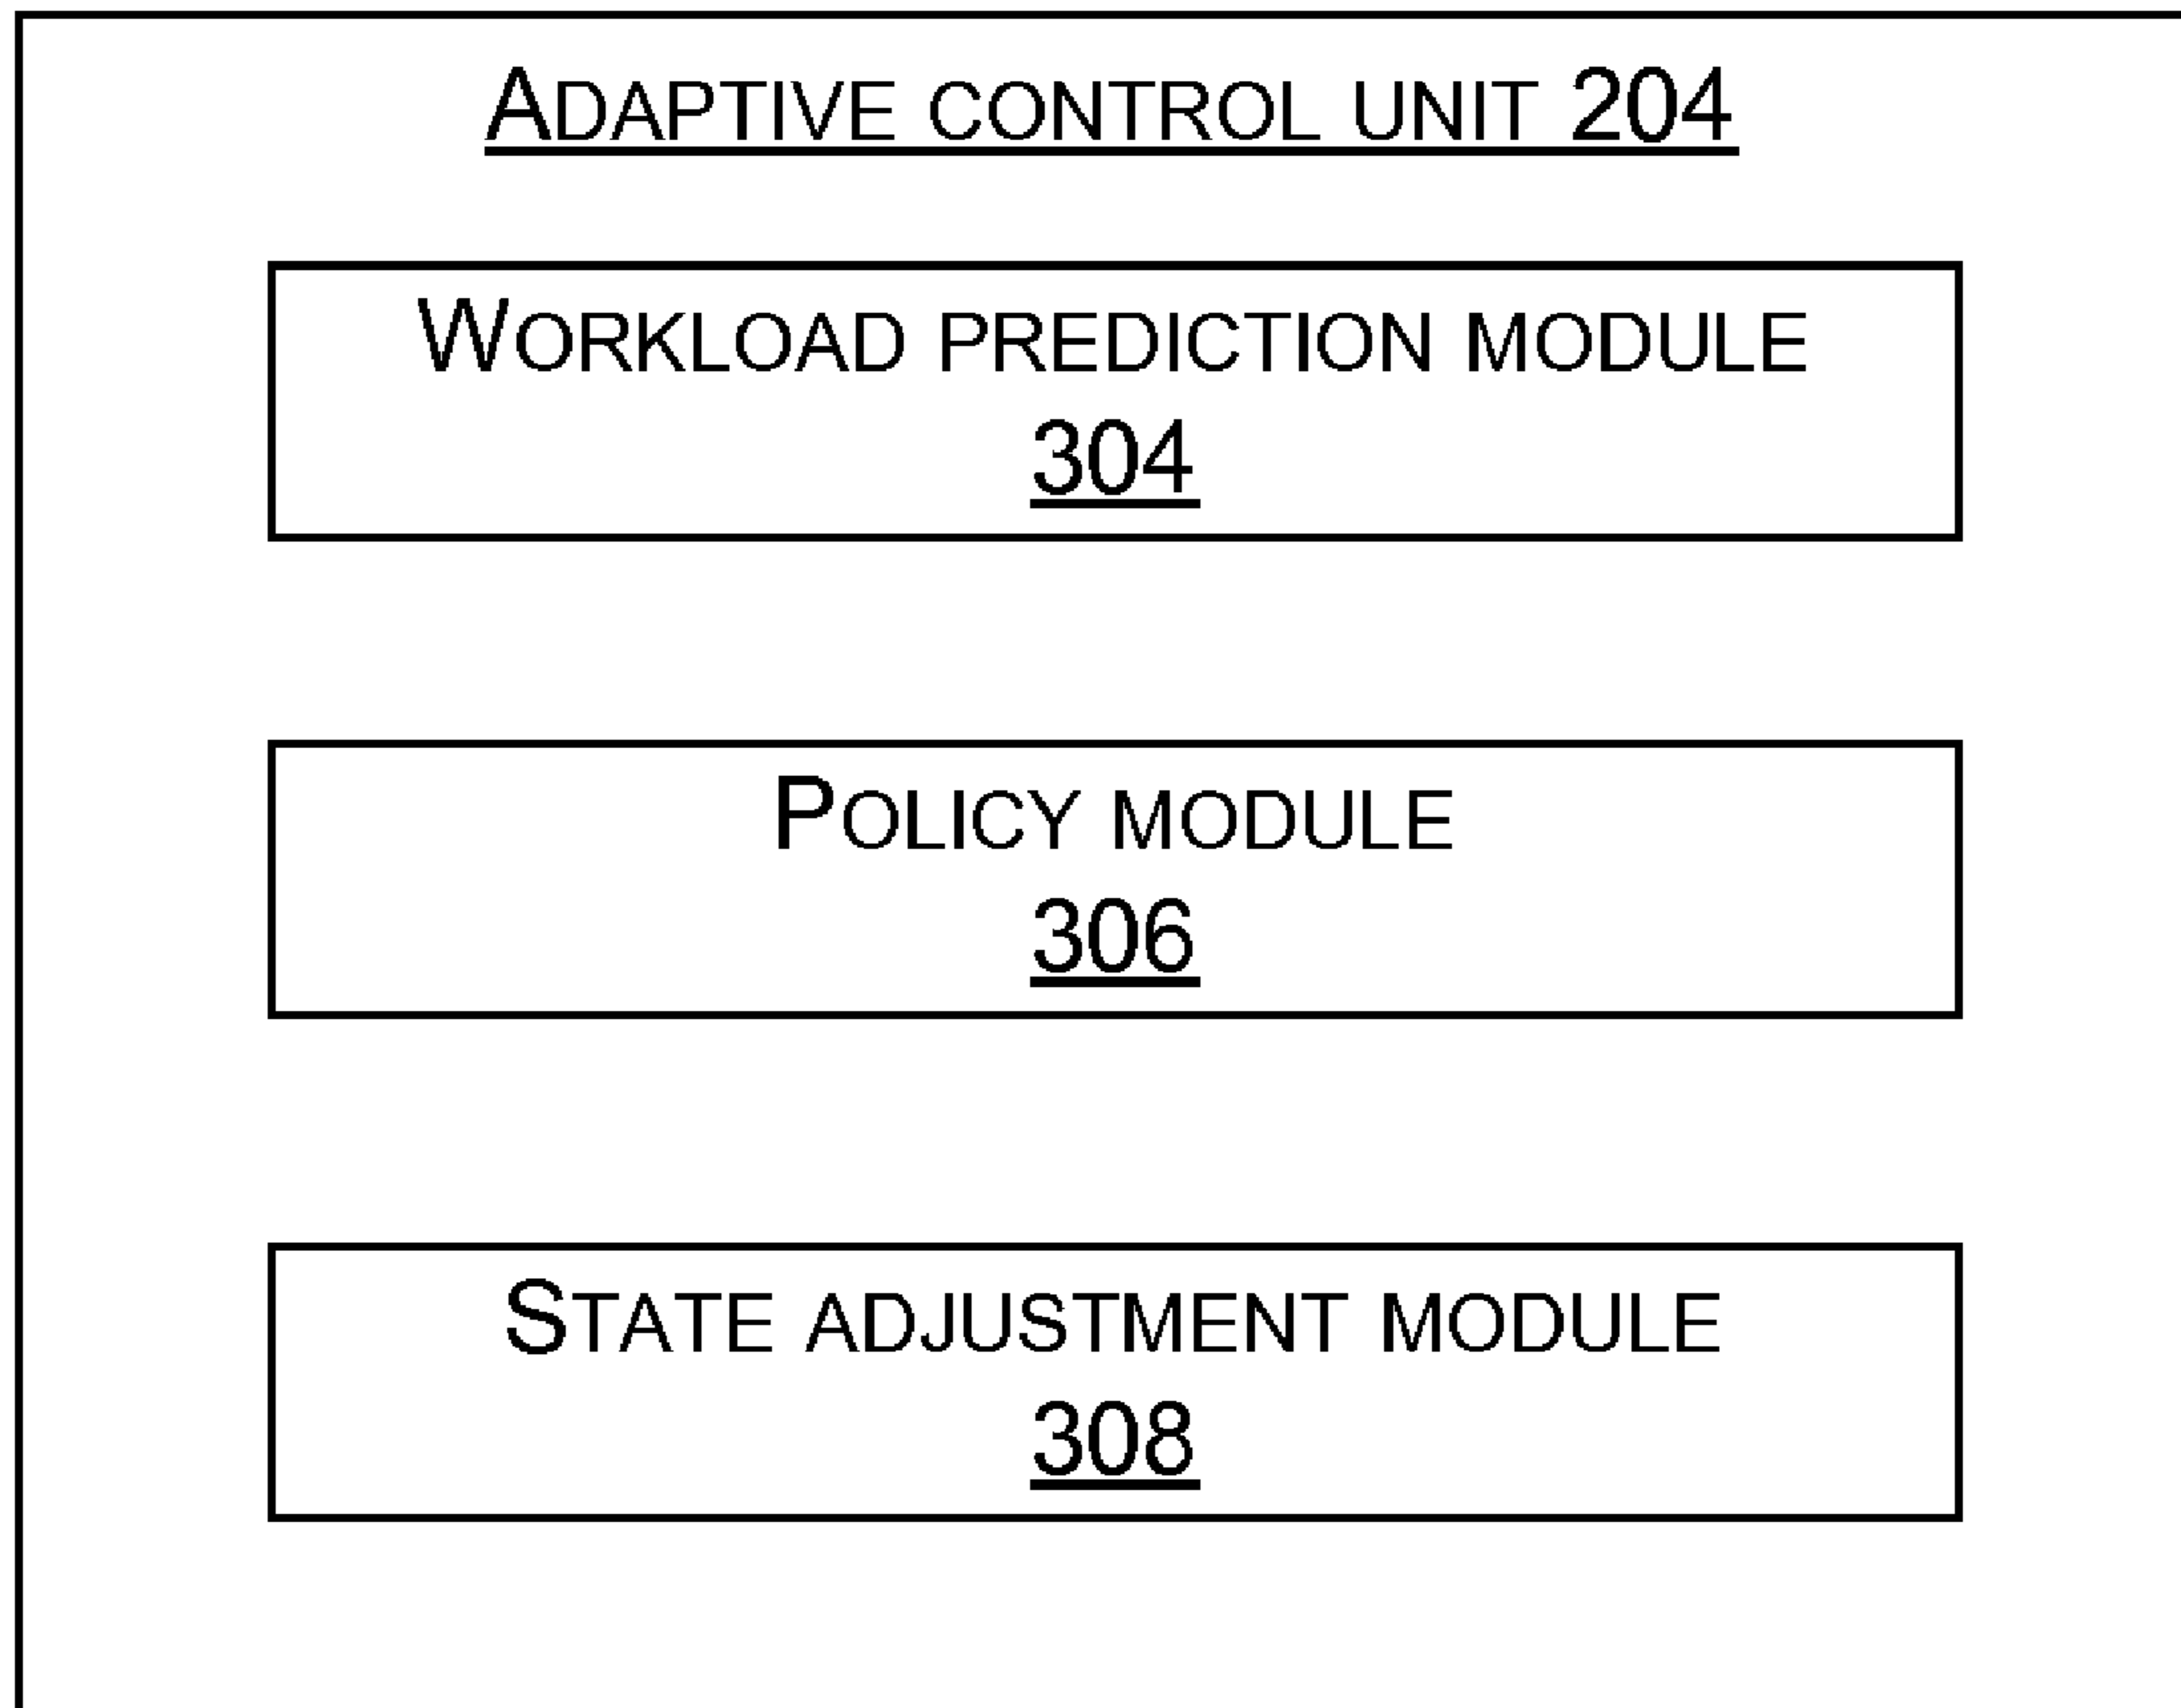 ADAPTIVE CONTROL UNIT 204
WORKLOAD PREDICTION MODULE
304
POLICY MODULE
306
STATE ADJUSTMENT MODULE
308